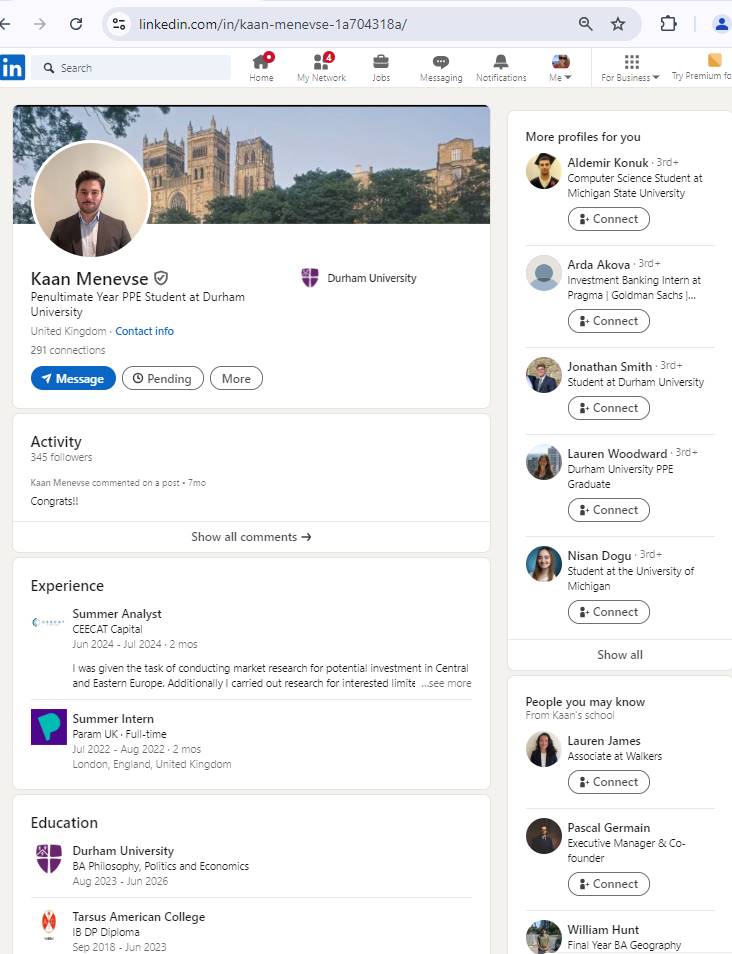 linkedin.com/in/kaan-menevse-1a704318a/
in
Search
Home
4
My Network
Jobs
Messaging
Notifications
Me
For Business
Try Premium fo
Kaan Menevse
Penultimate Year PPE Student at Durham
University
United Kingdom · Contact info
291 connections
Message
Pending
More
Durham University
Activity
345 followers
Kaan Menevse commented on a post • 7mo
Congrats!!
Show all comments →
Experience
CEECAT
Summer Analyst
CEECAT Capital
Jun 2024 - Jul 2024 · 2 mos
I was given the task of conducting market research for potential investment in Central
and Eastern Europe. Additionally I carried out research for interested limite ...see more
Summer Intern
Param UK · Full-time
Jul 2022 - Aug 2022 · 2 mos
London, England, United Kingdom
Education
Durham University
BA Philosophy, Politics and Economics
Aug 2023 - Jun 2026
Tarsus American College
IB DP Diploma
Sep 2018 - Jun 2023
More profiles for you
Aldemir Konuk · 3rd+
Computer Science Student at
Michigan State University
Connect
Arda Akova · 3rd+
Investment Banking Intern at
Pragma | Goldman Sachs |...
Connect
Jonathan Smith · 3rd+
Student at Durham University
Connect
Lauren Woodward · 3rd+
Durham University PPE
Graduate
Connect
Nisan Dogu · 3rd+
Student at the University of
Michigan
Connect
Show all
People you may know
From Kaan's school
Lauren James
Associate at Walkers
Connect
Pascal Germain
Executive Manager & Co-
founder
Connect
William Hunt
Final Year BA Geography